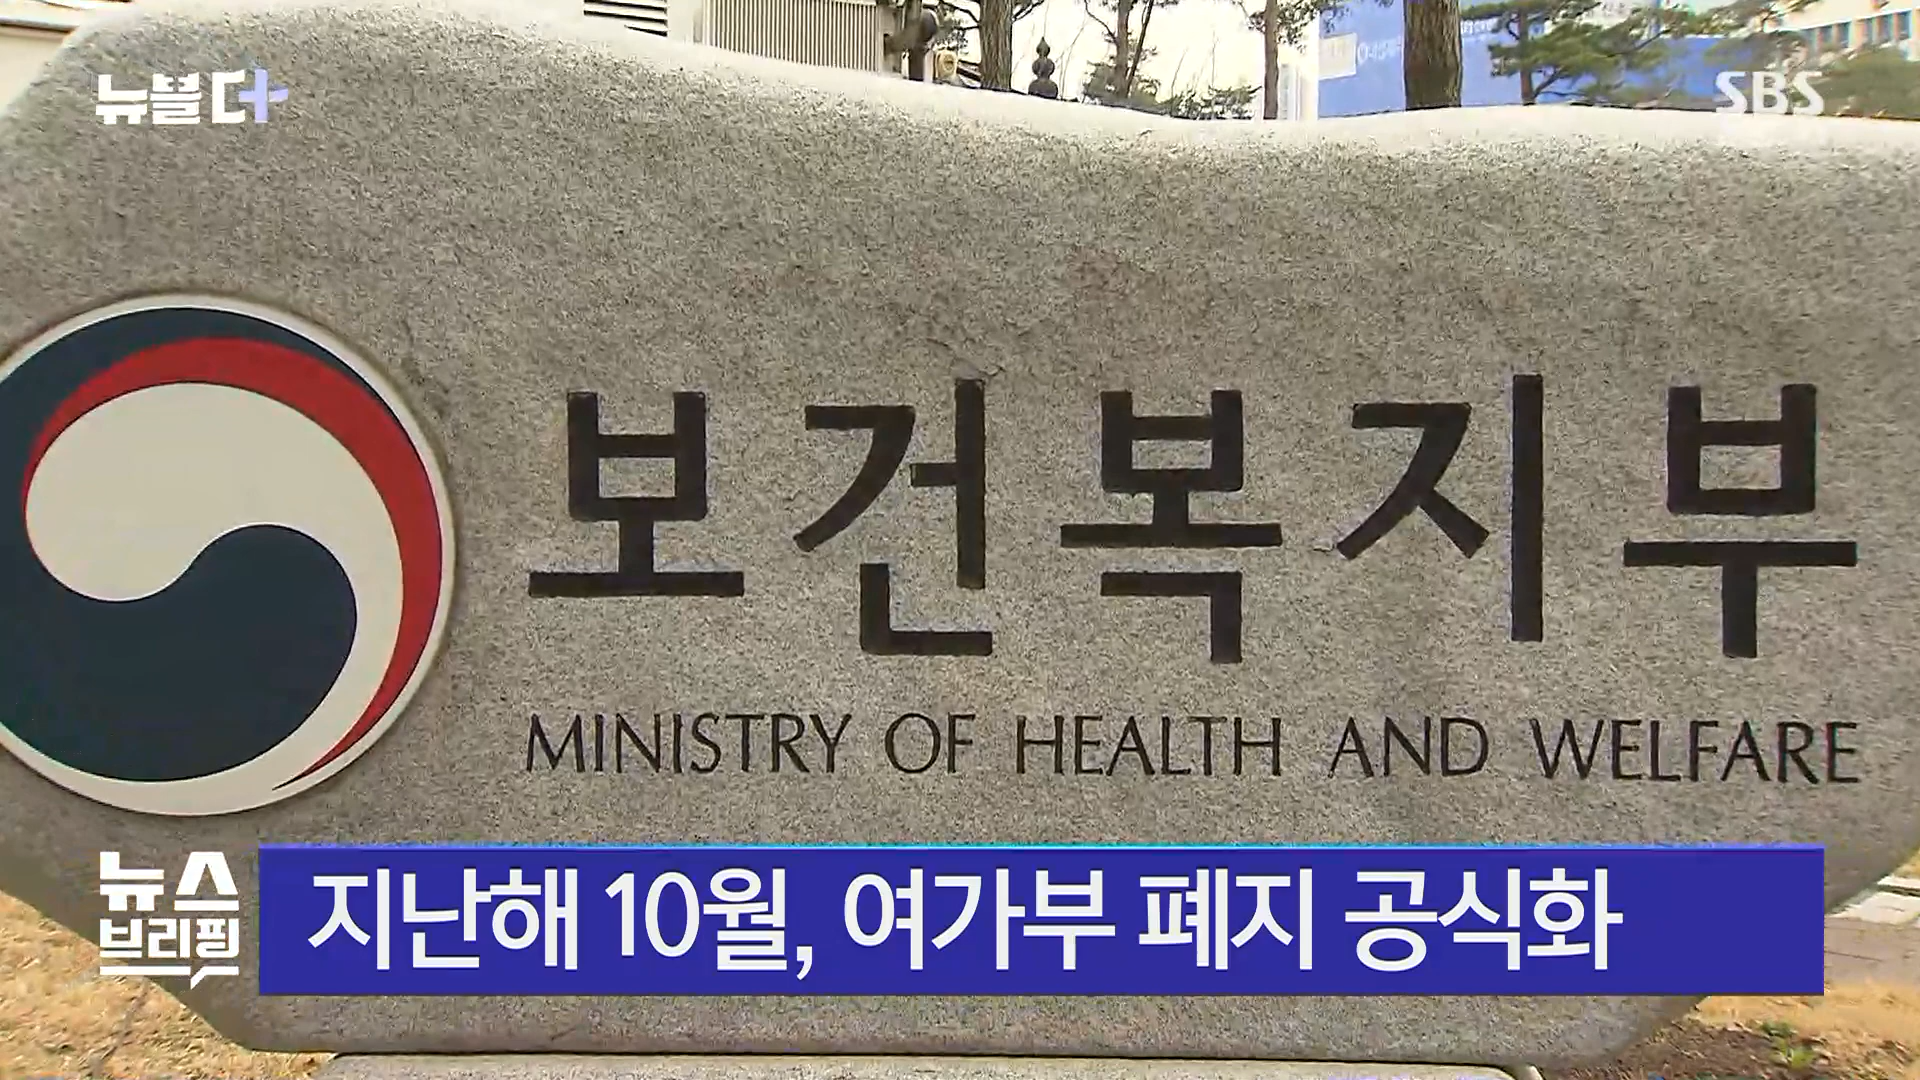 뉴블더+
SBS
보건복지부
MINISTRY OF HEALTH AND WELFARE
뉴스
브리핑
지난해 10월, 여가부 폐지 공식화